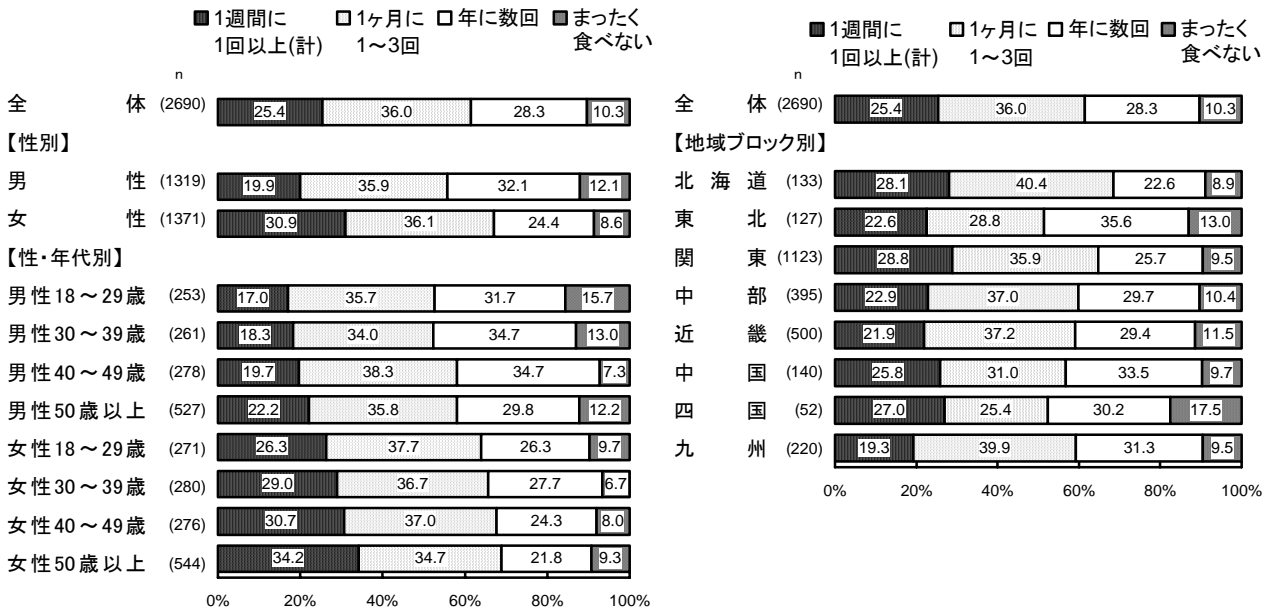 1週間に 1ヶ月に 年に数回 まったく
1回以上(計) 1～3回 食べない
n
全体 (2690) 25.4 36.0 28.3 10.3
【性別】
男性 (1319) 19.9 35.9 32.1 12.1
女性 (1371) 30.9 36.1 24.4 8.6
【性・年代別】
男性18～29歳 (253) 17.0 35.7 31.7 15.7
男性30～39歳 (261) 18.3 34.0 34.7 13.0
男性40～49歳 (278) 19.7 38.3 34.7 7.3
男性50歳以上 (527) 22.2 35.8 29.8 12.2
女性18～29歳 (271) 26.3 37.7 26.3 9.7
女性30～39歳 (280) 29.0 36.7 27.7 6.7
女性40～49歳 (276) 30.7 37.0 24.3 8.0
女性50歳以上 (544) 34.2 34.7 21.8 9.3
0% 20% 40% 60% 80% 100%
1週間に 1ヶ月に 年に数回 まったく
1回以上(計) 1～3回 食べない
n
全体 (2690) 25.4 36.0 28.3 10.3
【地域ブロック別】
北海道 (133) 28.1 40.4 22.6 8.9
東北 (127) 22.6 28.8 35.6 13.0
関東 (1123) 28.8 35.9 25.7 9.5
中部 (395) 22.9 37.0 29.7 10.4
近畿 (500) 21.9 37.2 29.4 11.5
中国 (140) 25.8 31.0 33.5 9.7
四国 (52) 27.0 25.4 30.2 17.5
九州 (220) 19.3 39.9 31.3 9.5
0% 20% 40% 60% 80% 100%